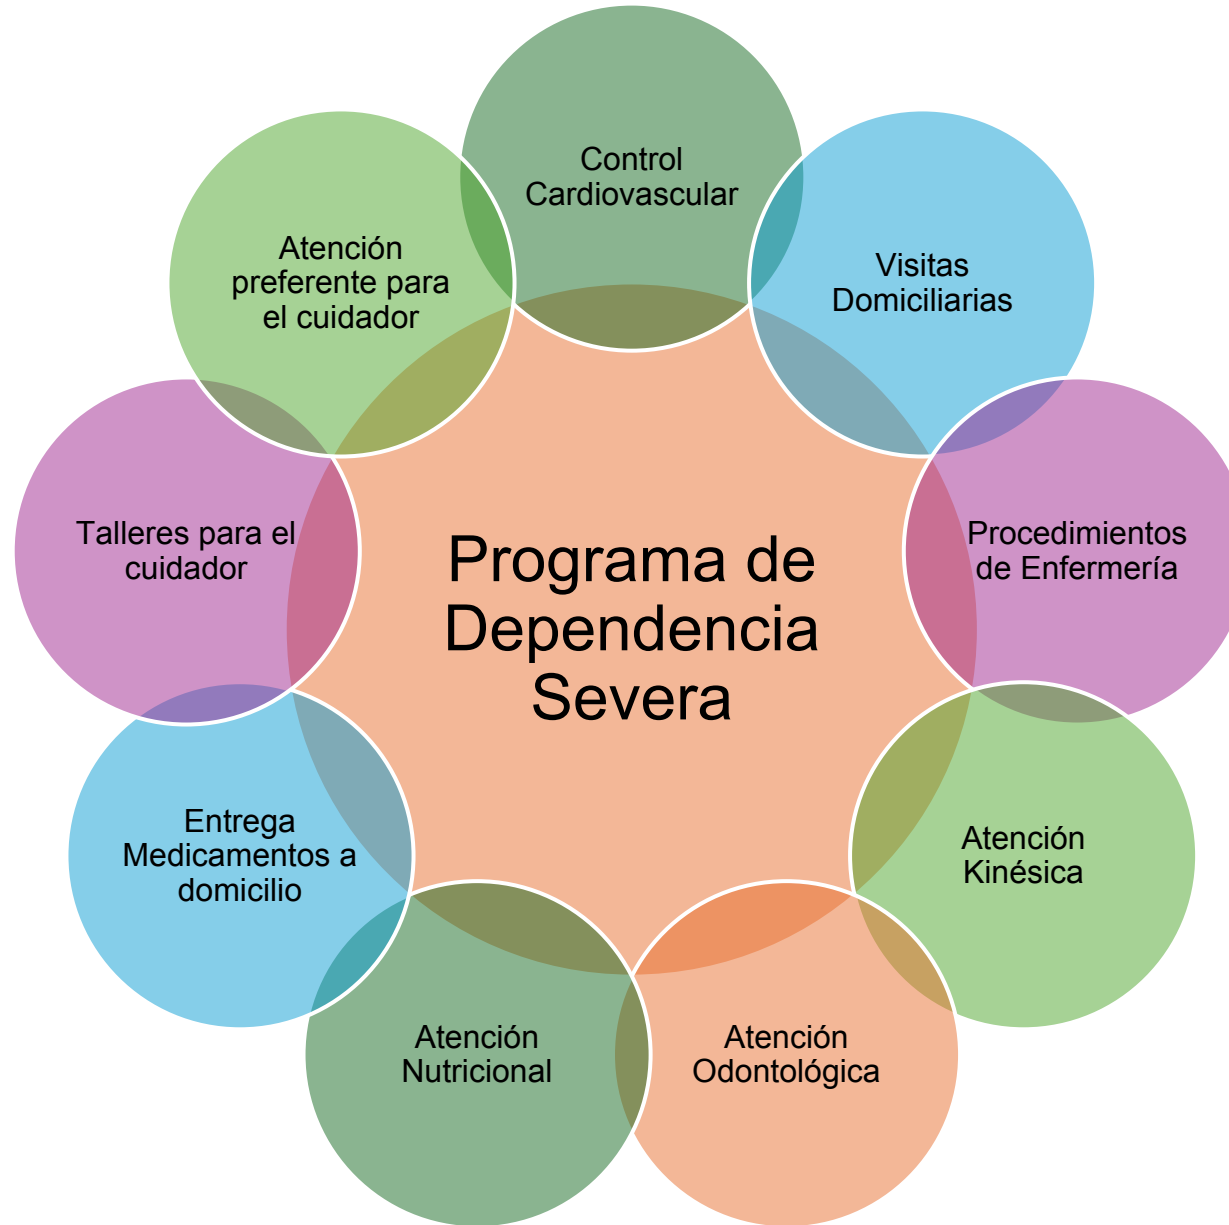 Control
Cardiovascular
Visitas
Domiciliarias
Procedimientos
de Enfermería
Atención
Kinésica
Atención
Odontológica
Atención
Nutricional
Entrega
Medicamentos a
domicilio
Talleres para el
cuidador
Atención
preferente para
el cuidador
Programa de
Dependencia
Severa